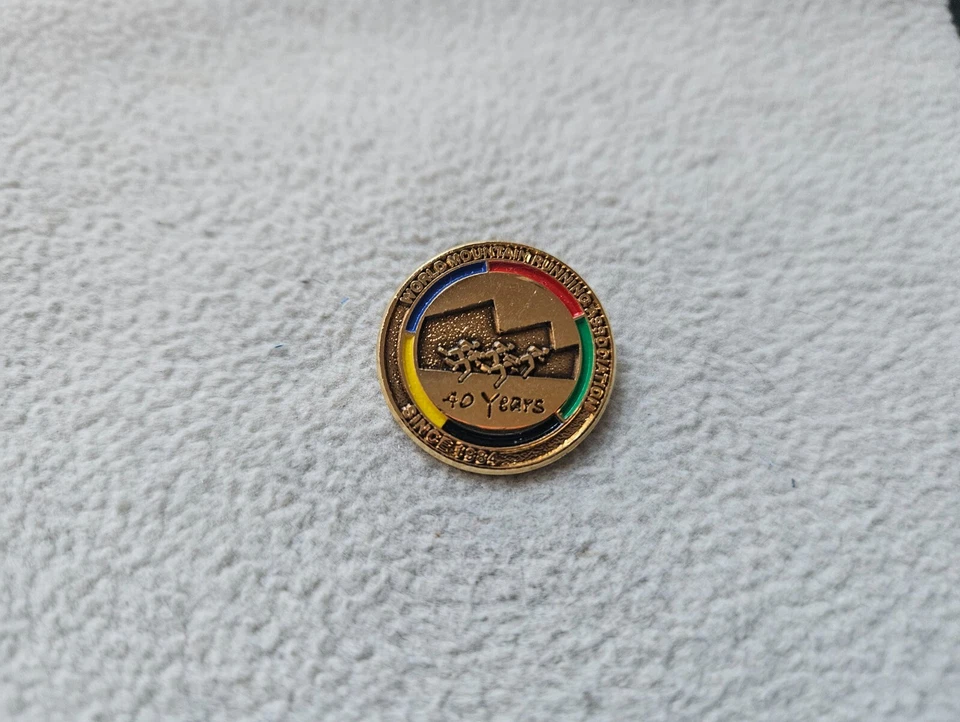 WORLD MOUNTAIN RUNNING ASSOCIATION
40 Years
SINCE 1984